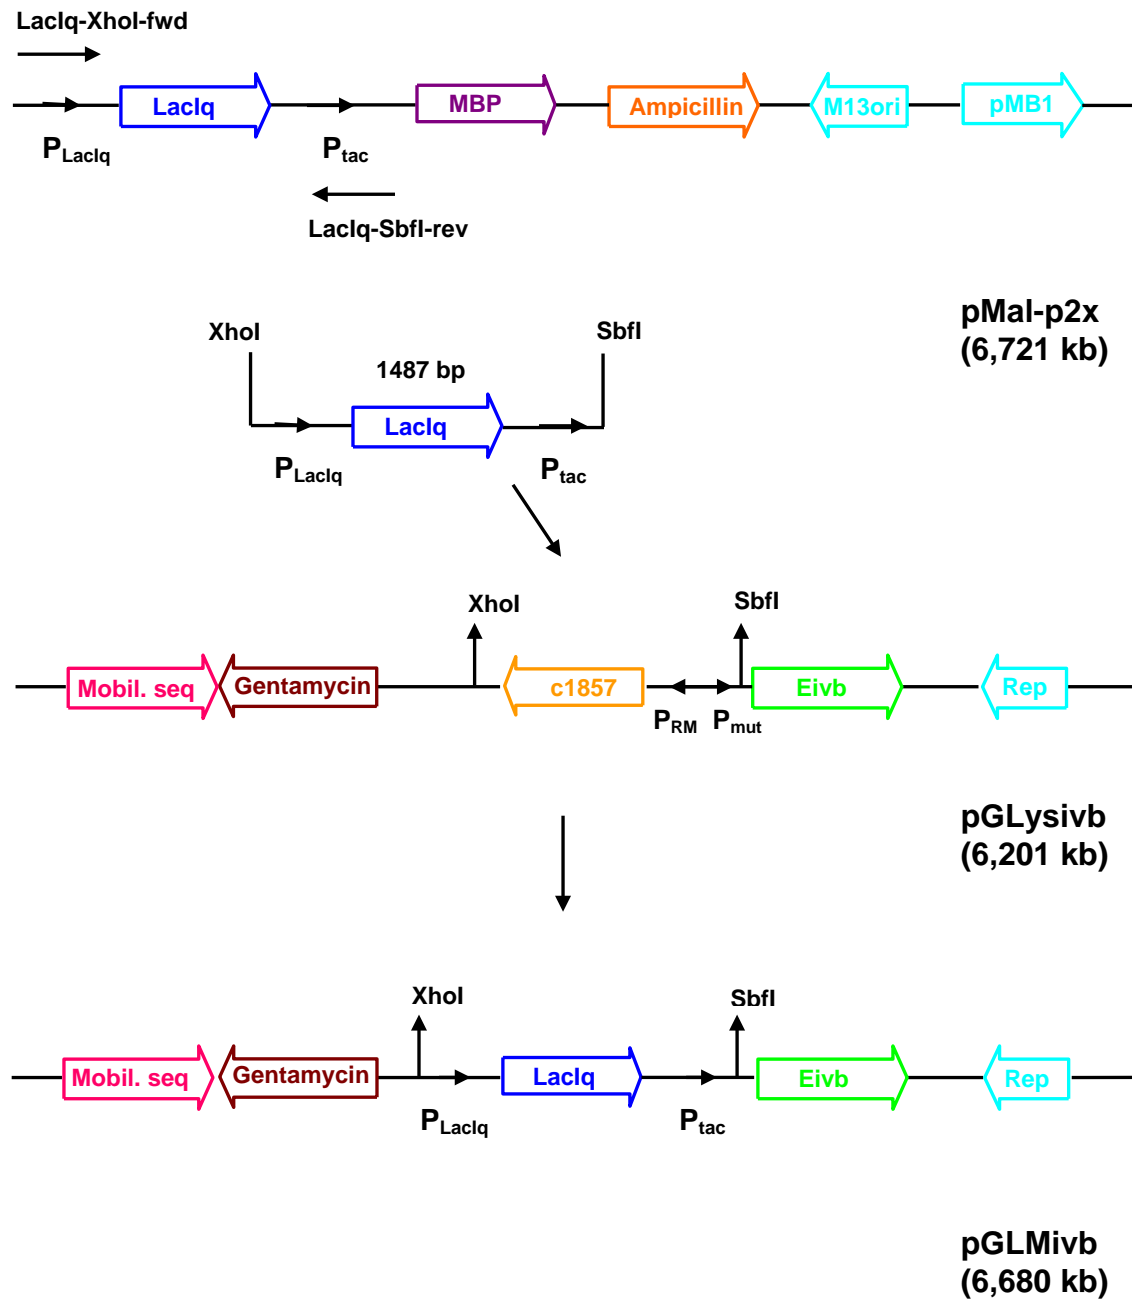 LacIq-XhoI-fwd
LacIq MBP Ampicillin M13ori pMB1
PLacIq Ptac
LacIq-SbfI-rev
pMal-p2x
(6,721 kb)
XhoI SbfI
1487 bp
LacIq
PLacIq Ptac
XhoI SbfI
Mobil. seq Gentamycin c1857 Eivb Rep
PRM Pmut
pGLysivb
(6,201 kb)
XhoI SbfI
Mobil. seq Gentamycin LacIq Eivb Rep
PLacIq Ptac
pGLMivb
(6,680 kb)